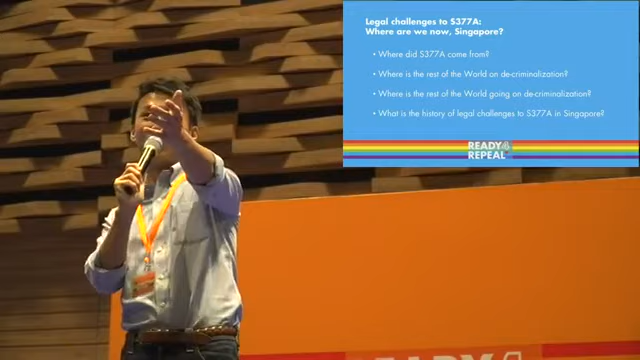 Legal challenges to S377A:
Where are we now, Singapore?
• Where did S377A come from?
• Where is the rest of the World on de-criminalization?
• Where is the rest of the World going on de-criminalization?
• What is the history of legal challenges to S377A in Singapore?
READY4
REPEAL
READY4